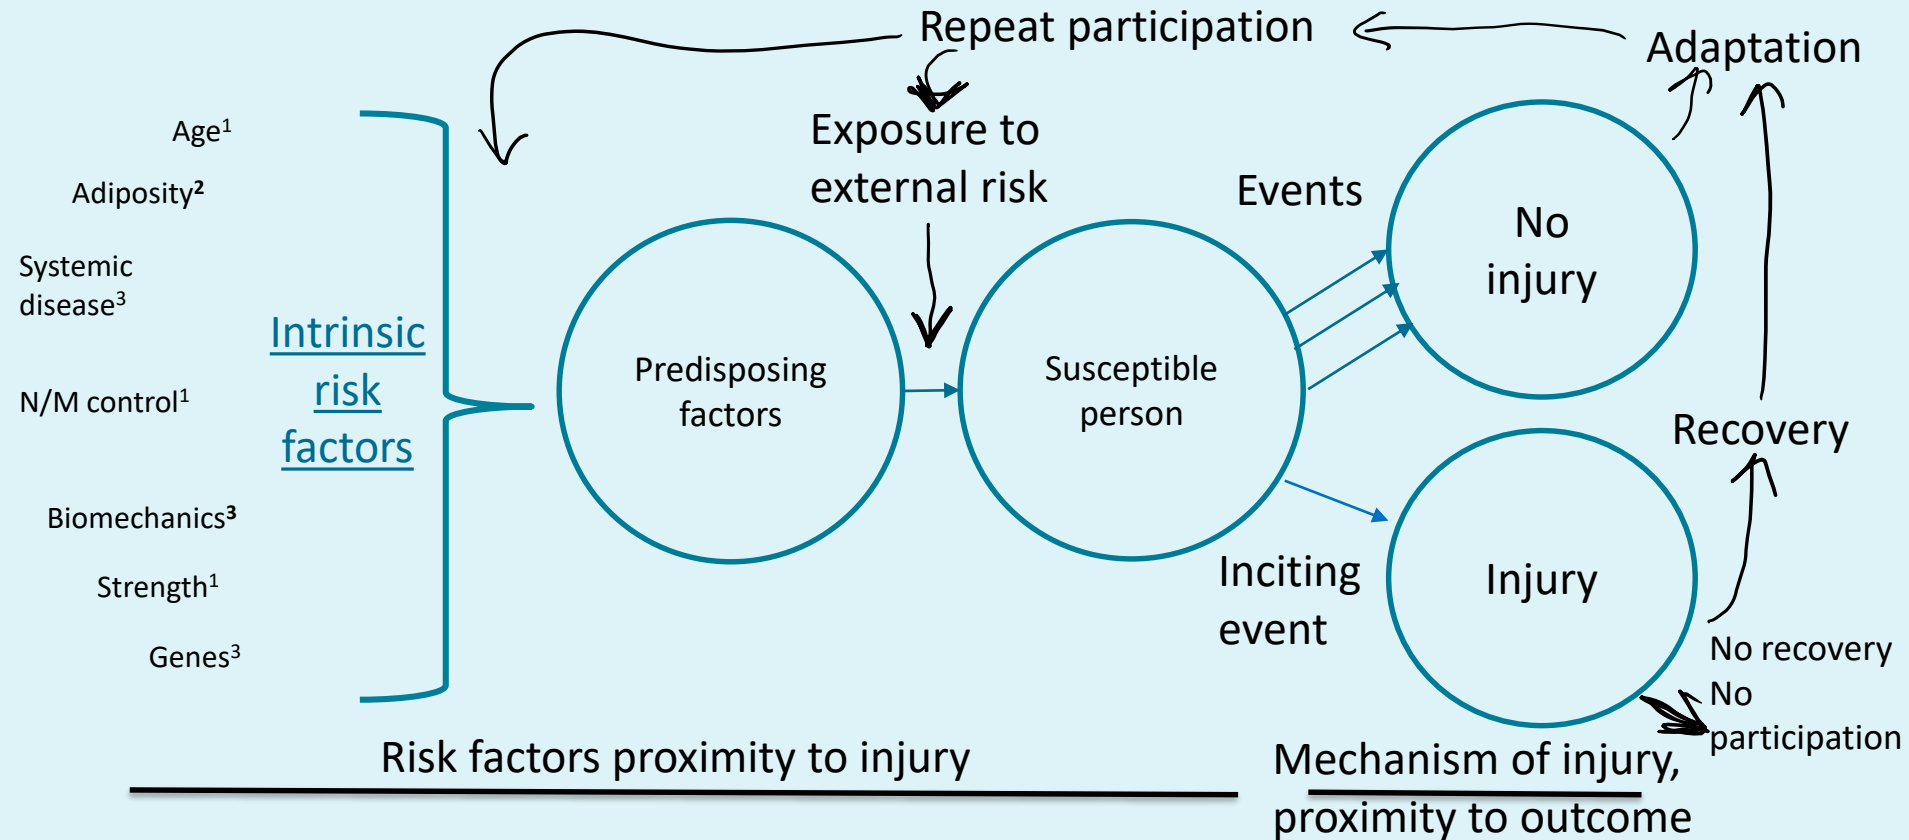 Repeat participation
Adaptation
Age¹
Exposure to
external risk
Adiposity²
Events
No
injury
Systemic
disease³
Intrinsic
risk
factors
Predisposing
factors
Susceptible
person
N/M control¹
Recovery
Biomechanics³
Strength¹
Genes³
Inciting
event
Injury
No recovery
No
participation
Risk factors proximity to injury
Mechanism of injury,
proximity to outcome